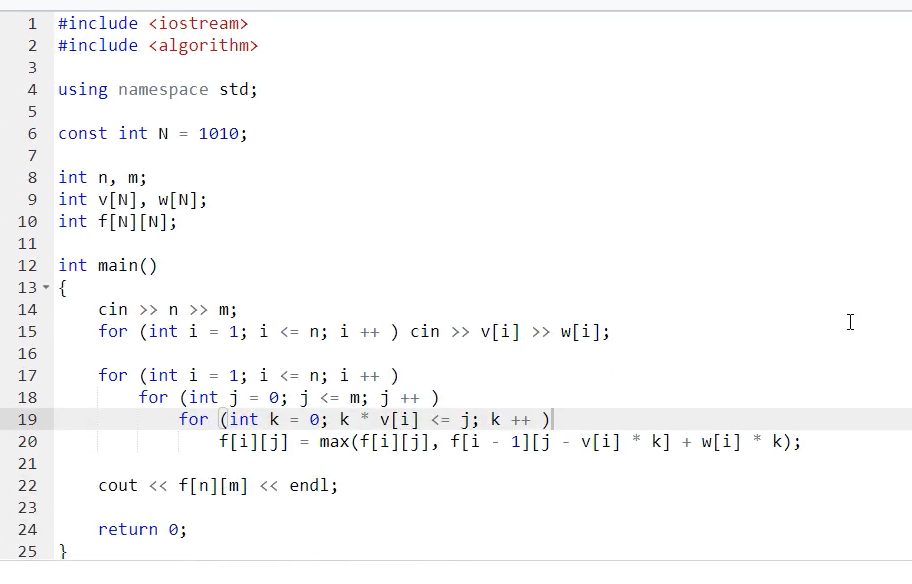 1 #include <iostream>
2 #include <algorithm>
3
4 using namespace std;
5
6 const int N = 1010;
7
8 int n, m;
9 int v[N], w[N];
10 int f[N][N];
11
12 int main()
13 {
14     cin >> n >> m;
15     for (int i = 1; i <= n; i ++ ) cin >> v[i] >> w[i];
16
17     for (int i = 1; i <= n; i ++ )
18         for (int j = 0; j <= m; j ++ )
19             for (int k = 0; k * v[i] <= j; k ++ )
20                 f[i][j] = max(f[i][j], f[i - 1][j - v[i] * k] + w[i] * k);
21
22     cout << f[n][m] << endl;
23
24     return 0;
25 }